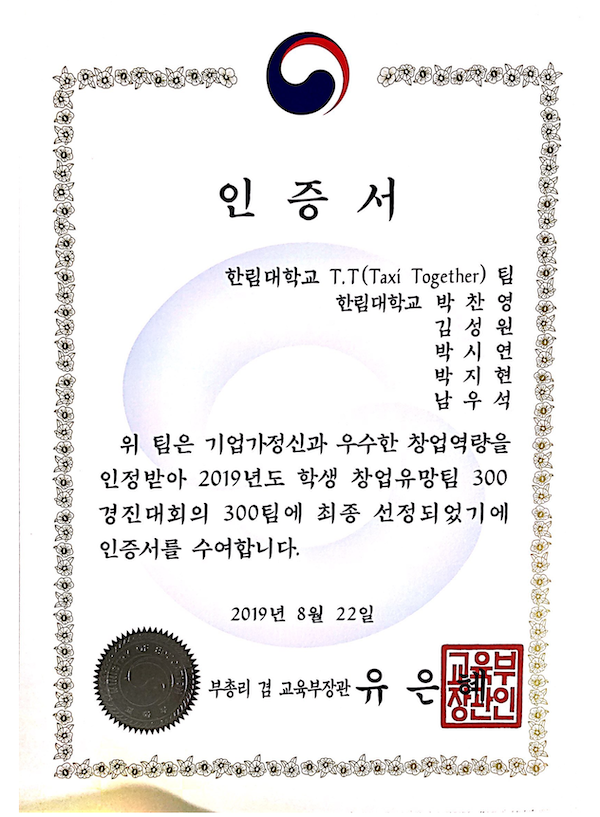 인증서
한림대학교 T.T(Taxi Together) 팀
한림대학교 박찬영
김성원
박시연
박지현
남우석
위 팀은 기업가정신과 우수한 창업역량을
인정받아 2019년도 학생 창업유망팀 300
경진대회의 300팀에 최종 선정되었기에
인증서를 수여합니다.
2019년 8월 22일
부총리 겸 교육부장관 유은혜
교육부
장관인